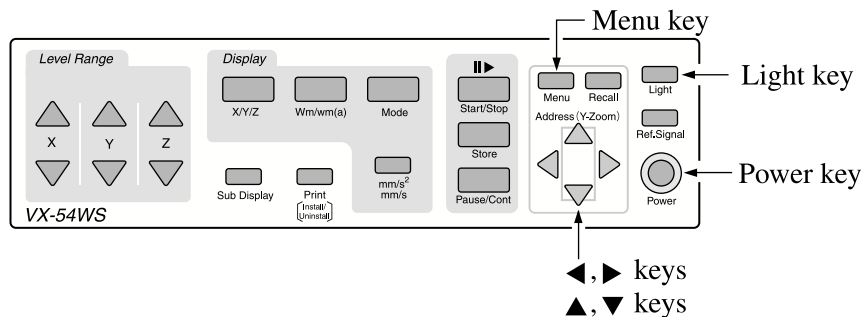 Menu key
Level Range
Display
X
Y
Z
X/Y/Z
Wm/wm(a)
Mode
Sub Display
Print
[Install/
Uninstall]
mm/s²
mm/s
VX-54WS
Start/Stop
Store
Pause/Cont
Menu
Recall
Address(Y-Zoom)
Light
Ref.Signal
Power
Light key
Power key
◀, ▶ keys
▲, ▼ keys